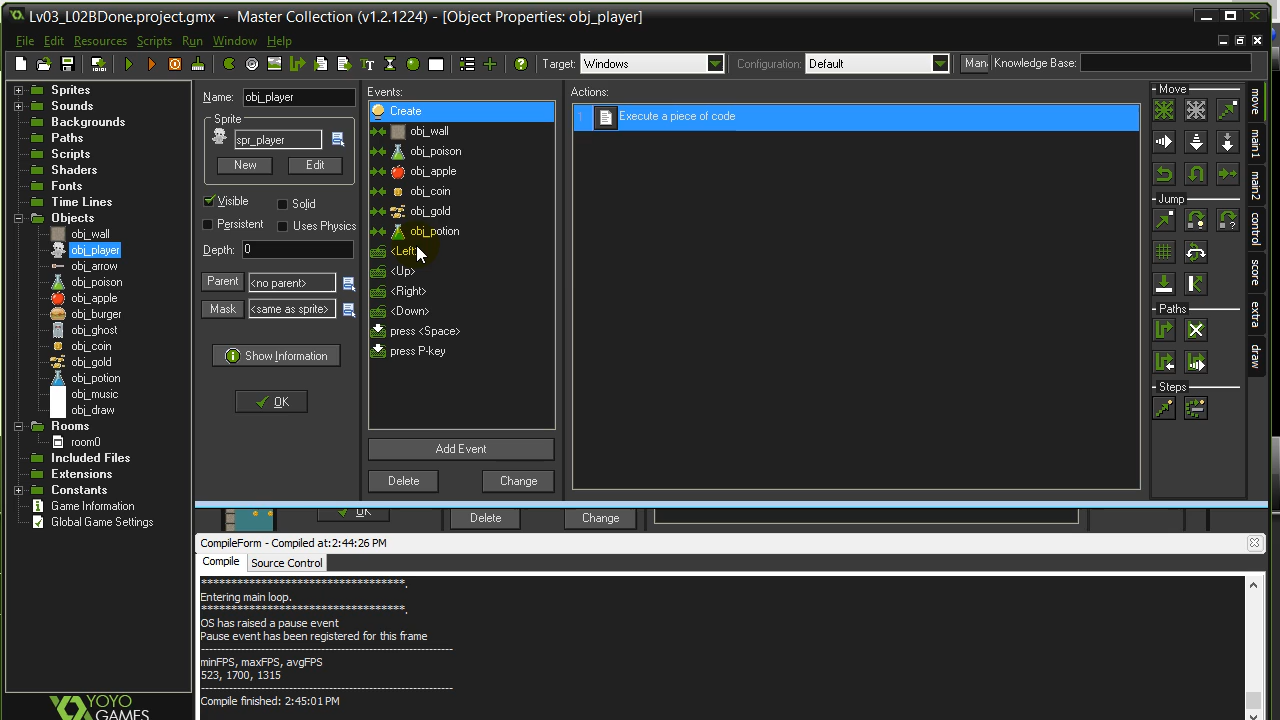 Lv03_L02BDone.project.gmx - Master Collection (v1.2.1224) - [Object Properties: obj_player]
File Edit Resources Scripts Run Window Help
Target: Windows Configuration: Default Man Knowledge Base:
Sprites
Sounds
Backgrounds
Paths
Scripts
Shaders
Fonts
Time Lines
Objects
obj_wall
obj_player
obj_arrow
obj_poison
obj_apple
obj_burger
obj_ghost
obj_coin
obj_gold
obj_potion
obj_music
obj_draw
Rooms
room0
Included Files
Extensions
Constants
Game Information
Global Game Settings
YOYO
GAMES
Name: obj_player
Sprite
spr_player
New Edit
Visible Solid
Persistent Uses Physics
Depth: 0
Parent <no parent>
Mask <same as sprite>
Show Information
OK
Events:
Create
obj_wall
obj_poison
obj_apple
obj_coin
obj_gold
obj_potion
<Left>
<Up>
<Right>
<Down>
press <Space>
press P-key
Add Event
Delete Change
Actions:
1 Execute a piece of code
Move
Jump
Paths
Steps
move
main1
main2
control
score
extra
draw
OK Delete Change
CompileForm - Compiled at:2:44:26 PM
Compile Source Control
***********************************.
Entering main loop.
***********************************.
OS has raised a pause event
Pause event has been registered for this frame
---------------------------------------------------------------
minFPS, maxFPS, avgFPS
523, 1700, 1315
---------------------------------------------------------------
Compile finished: 2:45:01 PM